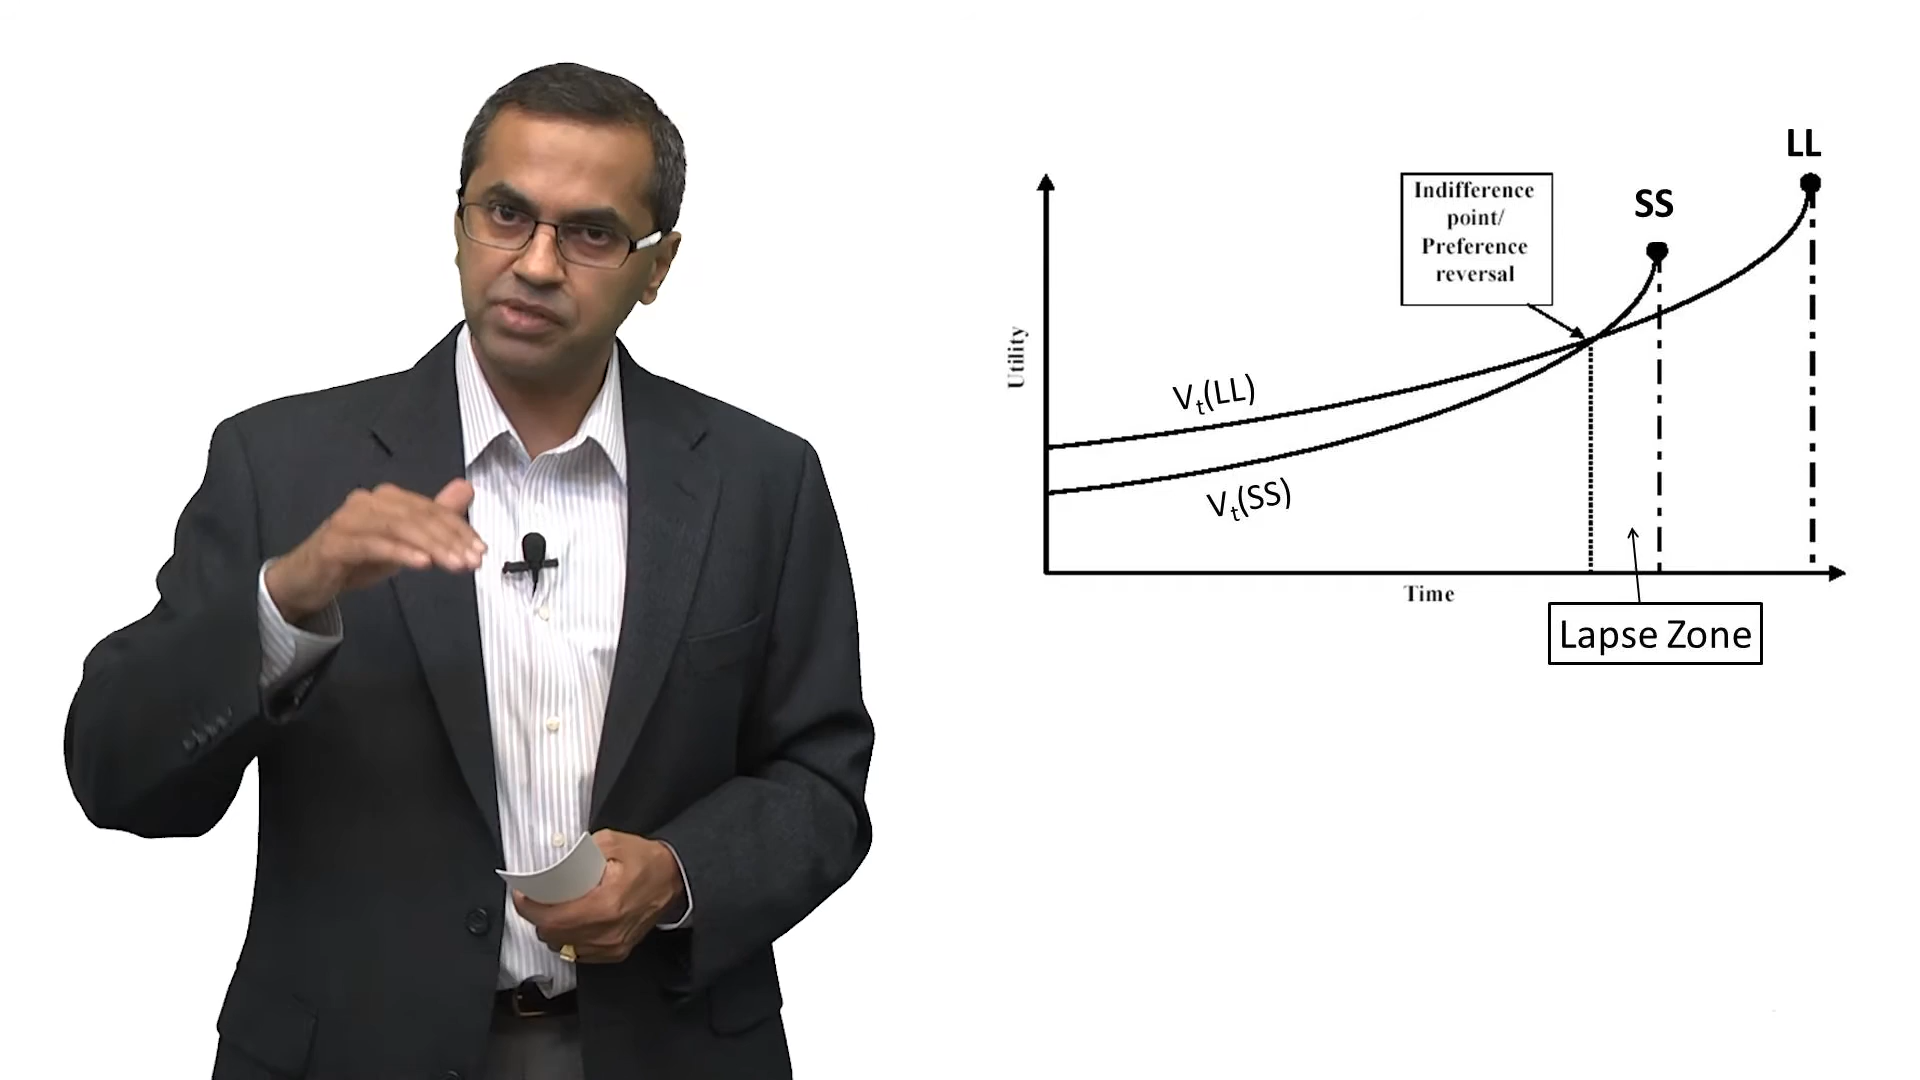 LL
SS
Indifference
point/
Preference
reversal
Utility
Vt(LL)
Vt(SS)
Time
Lapse Zone